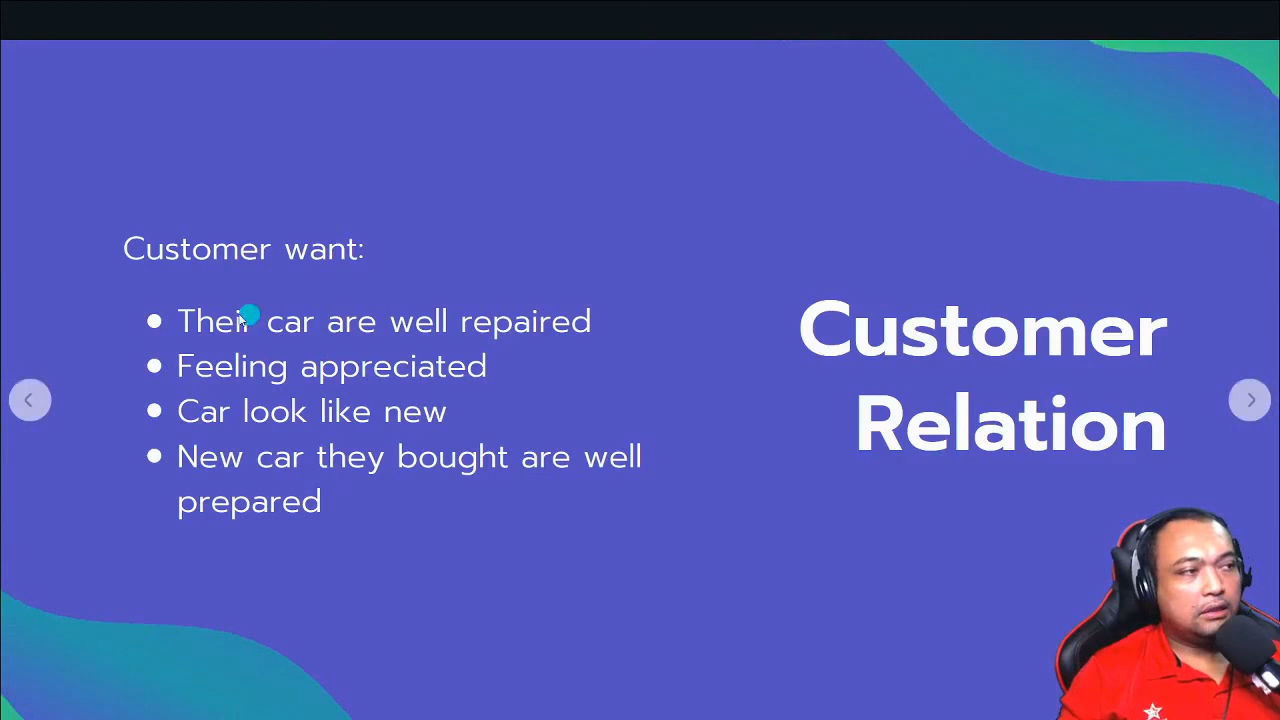 Customer want:
Their car are well repaired
Feeling appreciated
Car look like new
New car they bought are well
prepared
Customer
Relation